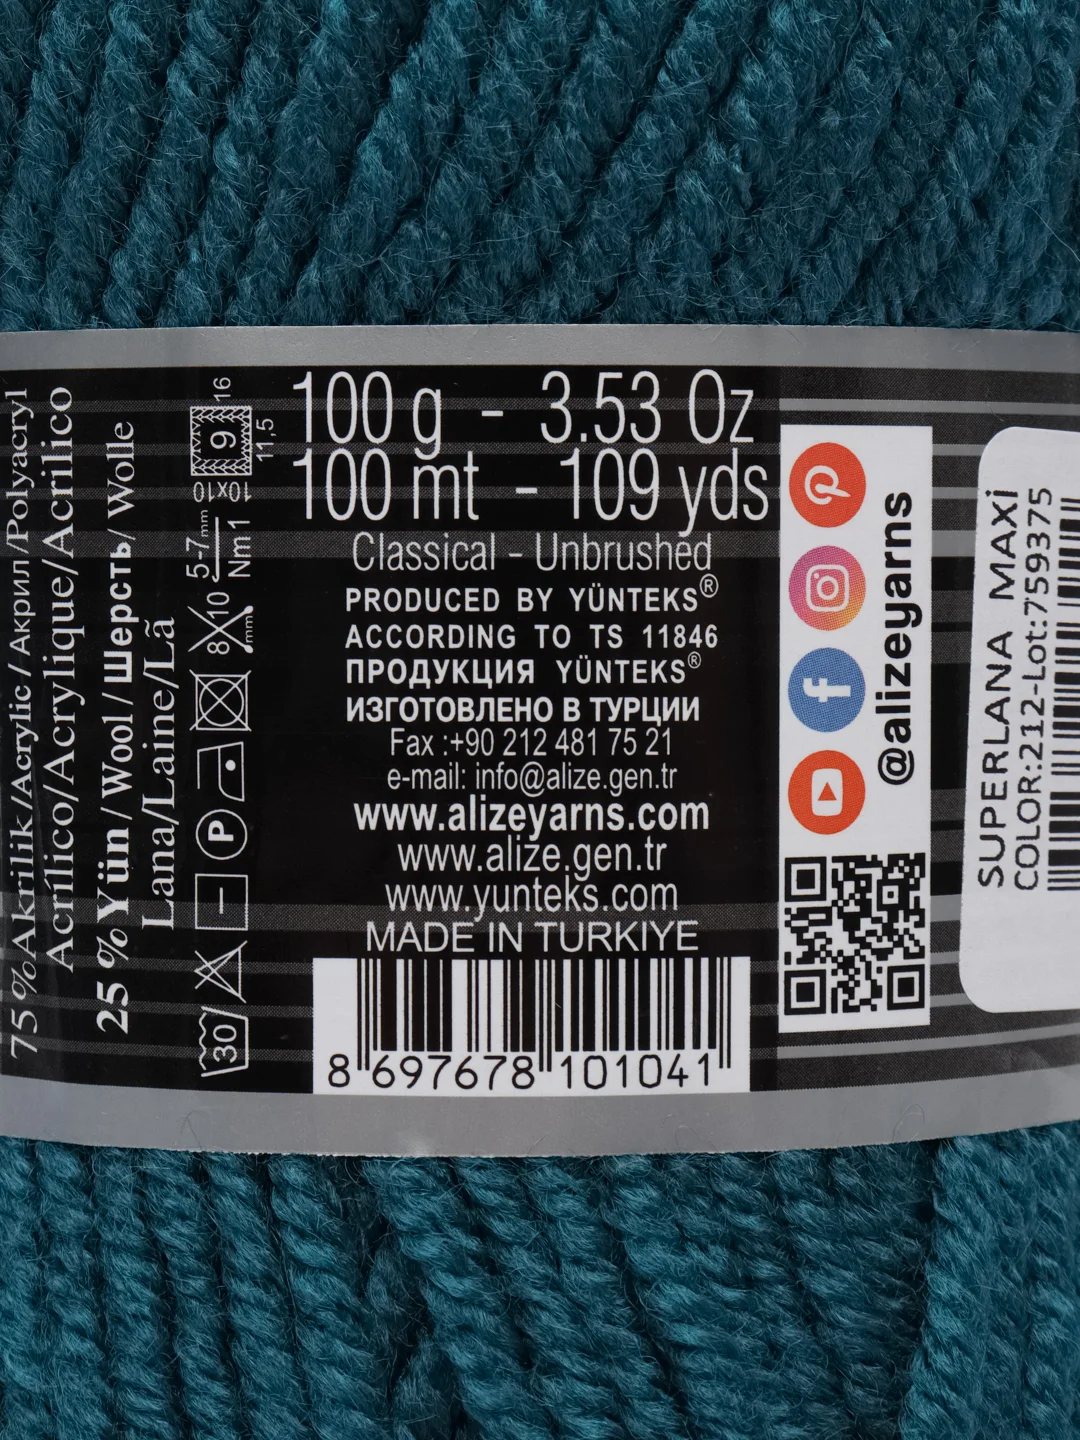 75 % Akrilik/Acrylic/Акрил/Polyacryl
Acrílico/Acrylique/Acrilico
25 % Yün/Wool/Шерсть/Wolle
Lana/Laine/Lã
30
P
8 10
mm
5-7 mm
Nm 1
10x10
9
16
11,5
100 g - 3.53 Oz
100 mt - 109 yds
Classical - Unbrushed
PRODUCED BY YÜNTEKS®
ACCORDING TO TS 11846
ПРОДУКЦИЯ YÜNTEKS®
ИЗГОТОВЛЕНО В ТУРЦИИ
Fax :+90 212 481 75 21
e-mail: info@alize.gen.tr
www.alizeyarns.com
www.alize.gen.tr
www.yunteks.com
MADE IN TURKIYE
8 697678 101041
@alizeyarns
SUPERLANA MAXİ
COLOR:212-Lot:759375